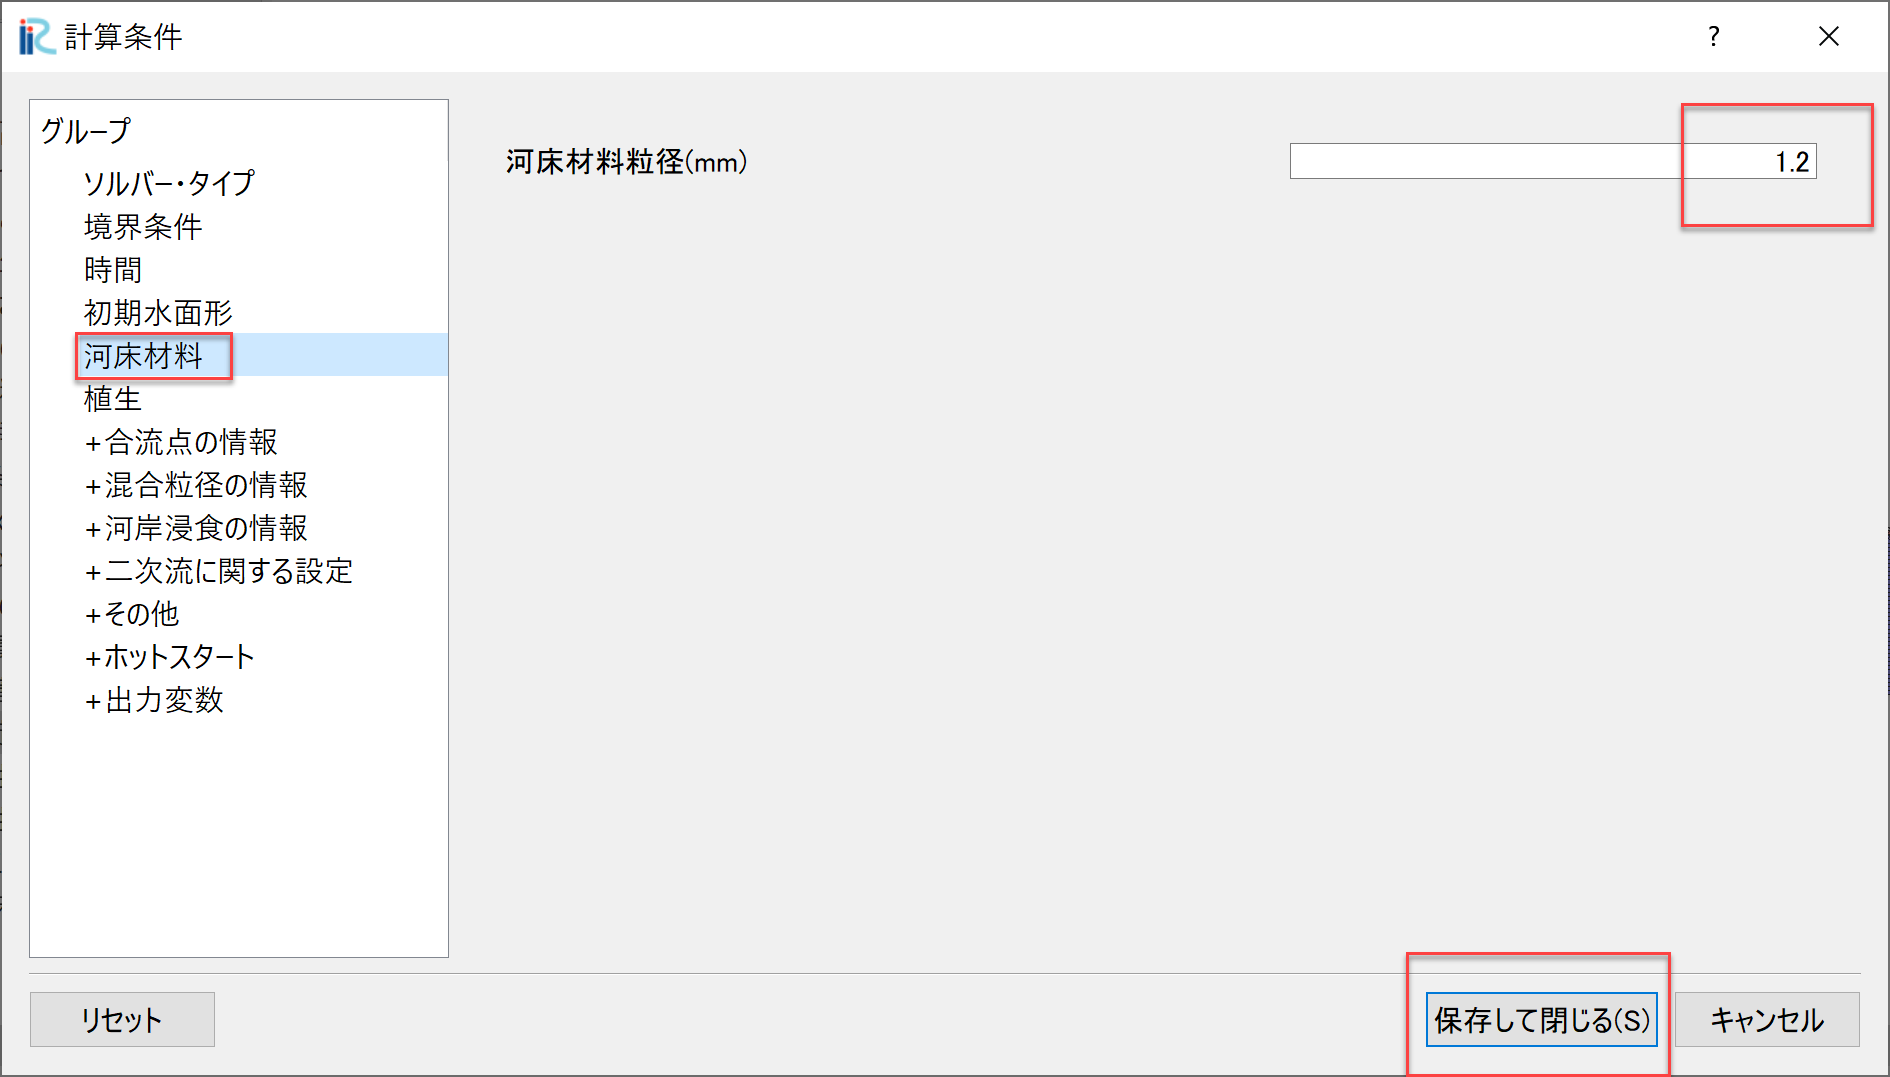 計算条件
?
グループ
ソルバー・タイプ
境界条件
時間
初期水面形
河床材料
植生
+合流点の情報
+混合粒径の情報
+河岸浸食の情報
+二次流に関する設定
+その他
+ホットスタート
+出力変数
河床材料粒径(mm)
1.2
リセット
保存して閉じる(S)
キャンセル